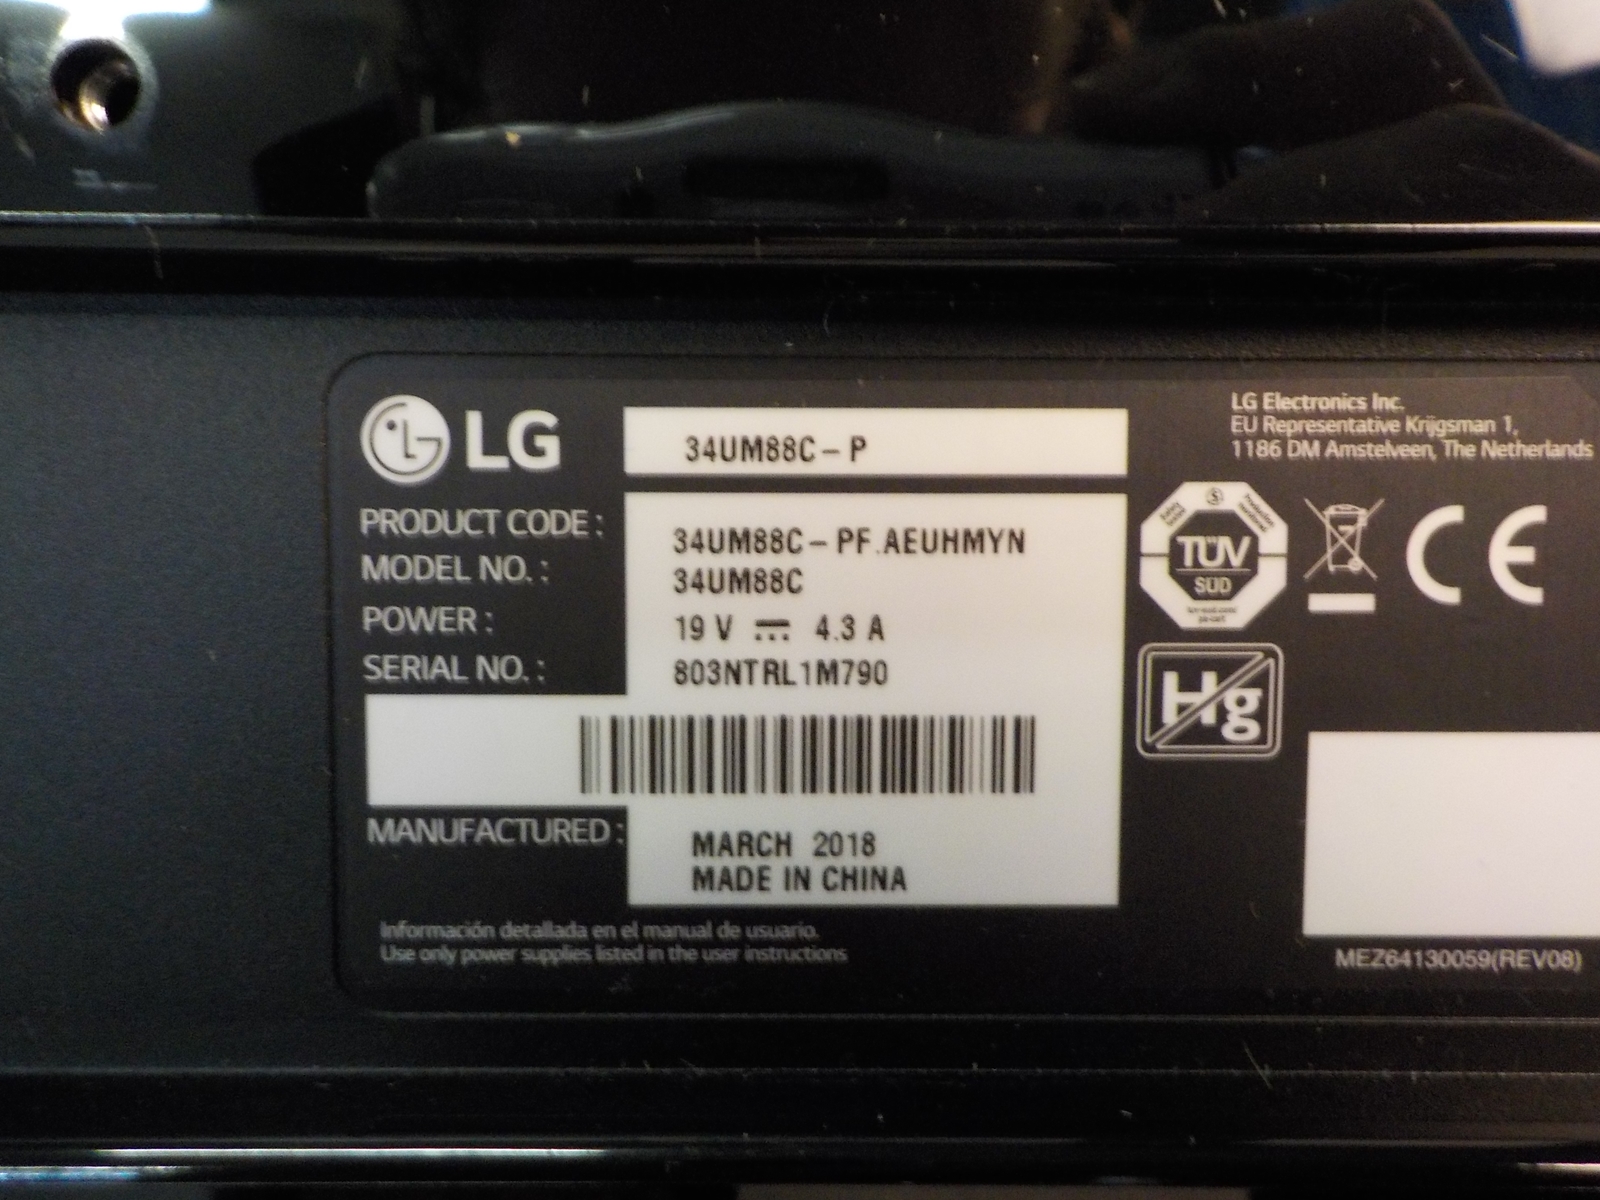 LG
34UM88C-P
PRODUCT CODE : 34UM88C-PF.AEUHMYN
MODEL NO. : 34UM88C
POWER : 19 V ⎓ 4.3 A
SERIAL NO. : 803NTRL1M790
MANUFACTURED : MARCH 2018
MADE IN CHINA
Información detallada en el manual de usuario.
Use only power supplies listed in the user instructions
LG Electronics Inc.
EU Representative Krijgsman 1,
1186 DM Amstelveen, The Netherlands
TÜV
SÜD
CE
Hg
MEZ64130059(REV08)